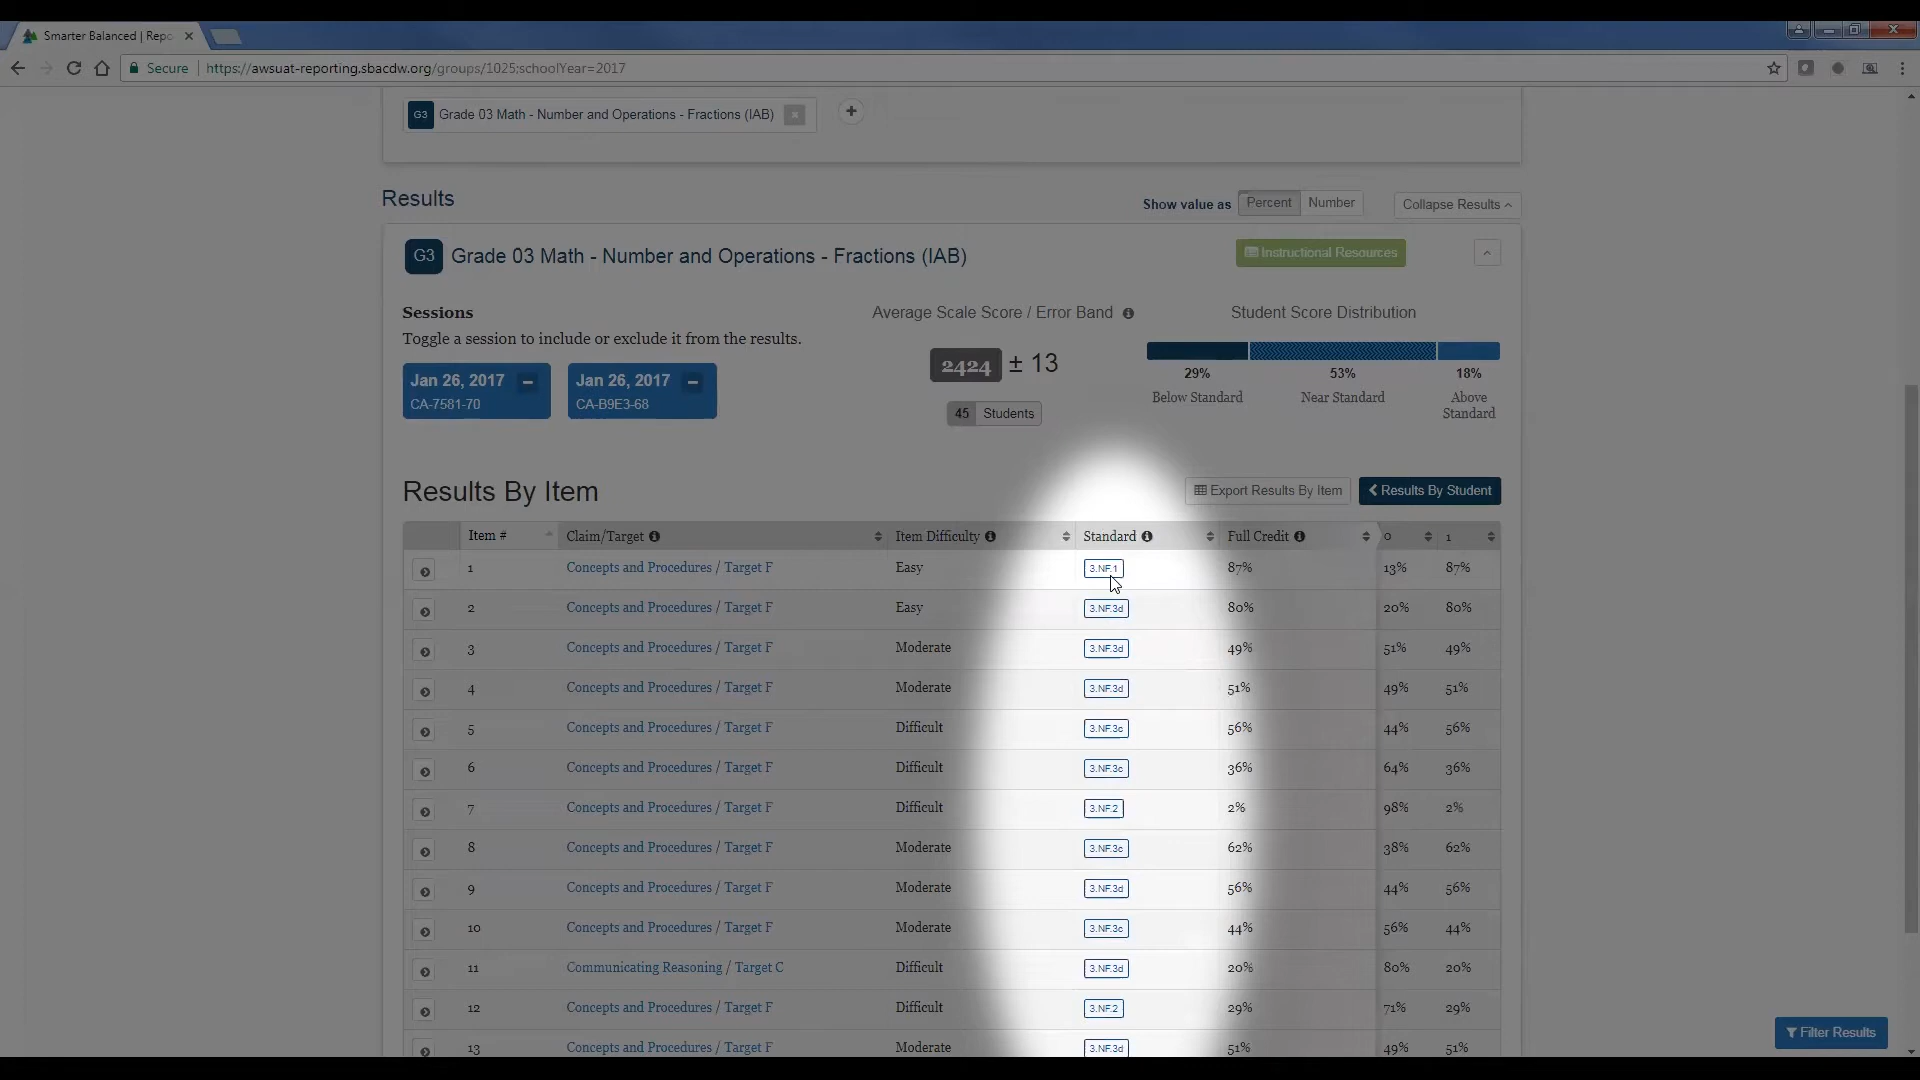 Smarter Balanced | Repo
Secure | https://awsuat-reporting.sbacdw.org/groups/1025;schoolYear=2017
G3 Grade 03 Math - Number and Operations - Fractions (IAB)
Results
Show value as Percent Number Collapse Results
G3 Grade 03 Math - Number and Operations - Fractions (IAB)
Instructional Resources
Sessions
Toggle a session to include or exclude it from the results.
Jan 26, 2017
CA-7581-70
Jan 26, 2017
CA-B9E3-68
Average Scale Score / Error Band
2424 ± 13
45 Students
Student Score Distribution
29% 53% 18%
Below Standard Near Standard Above
Standard
Results By Item
Export Results By Item Results By Student
Item # Claim/Target Item Difficulty Standard Full Credit 0 1
1 Concepts and Procedures / Target F Easy 3.NF.1 87% 13% 87%
2 Concepts and Procedures / Target F Easy 3.NF.3d 80% 20% 80%
3 Concepts and Procedures / Target F Moderate 3.NF.3d 49% 51% 49%
4 Concepts and Procedures / Target F Moderate 3.NF.3d 51% 49% 51%
5 Concepts and Procedures / Target F Difficult 3.NF.3c 56% 44% 56%
6 Concepts and Procedures / Target F Difficult 3.NF.3c 36% 64% 36%
7 Concepts and Procedures / Target F Difficult 3.NF.2 2% 98% 2%
8 Concepts and Procedures / Target F Moderate 3.NF.3c 62% 38% 62%
9 Concepts and Procedures / Target F Moderate 3.NF.3d 56% 44% 56%
10 Concepts and Procedures / Target F Moderate 3.NF.3c 44% 56% 44%
11 Communicating Reasoning / Target C Difficult 3.NF.3d 20% 80% 20%
12 Concepts and Procedures / Target F Difficult 3.NF.2 29% 71% 29%
13 Concepts and Procedures / Target F Moderate 3.NF.3d 51% 49% 51%
Filter Results